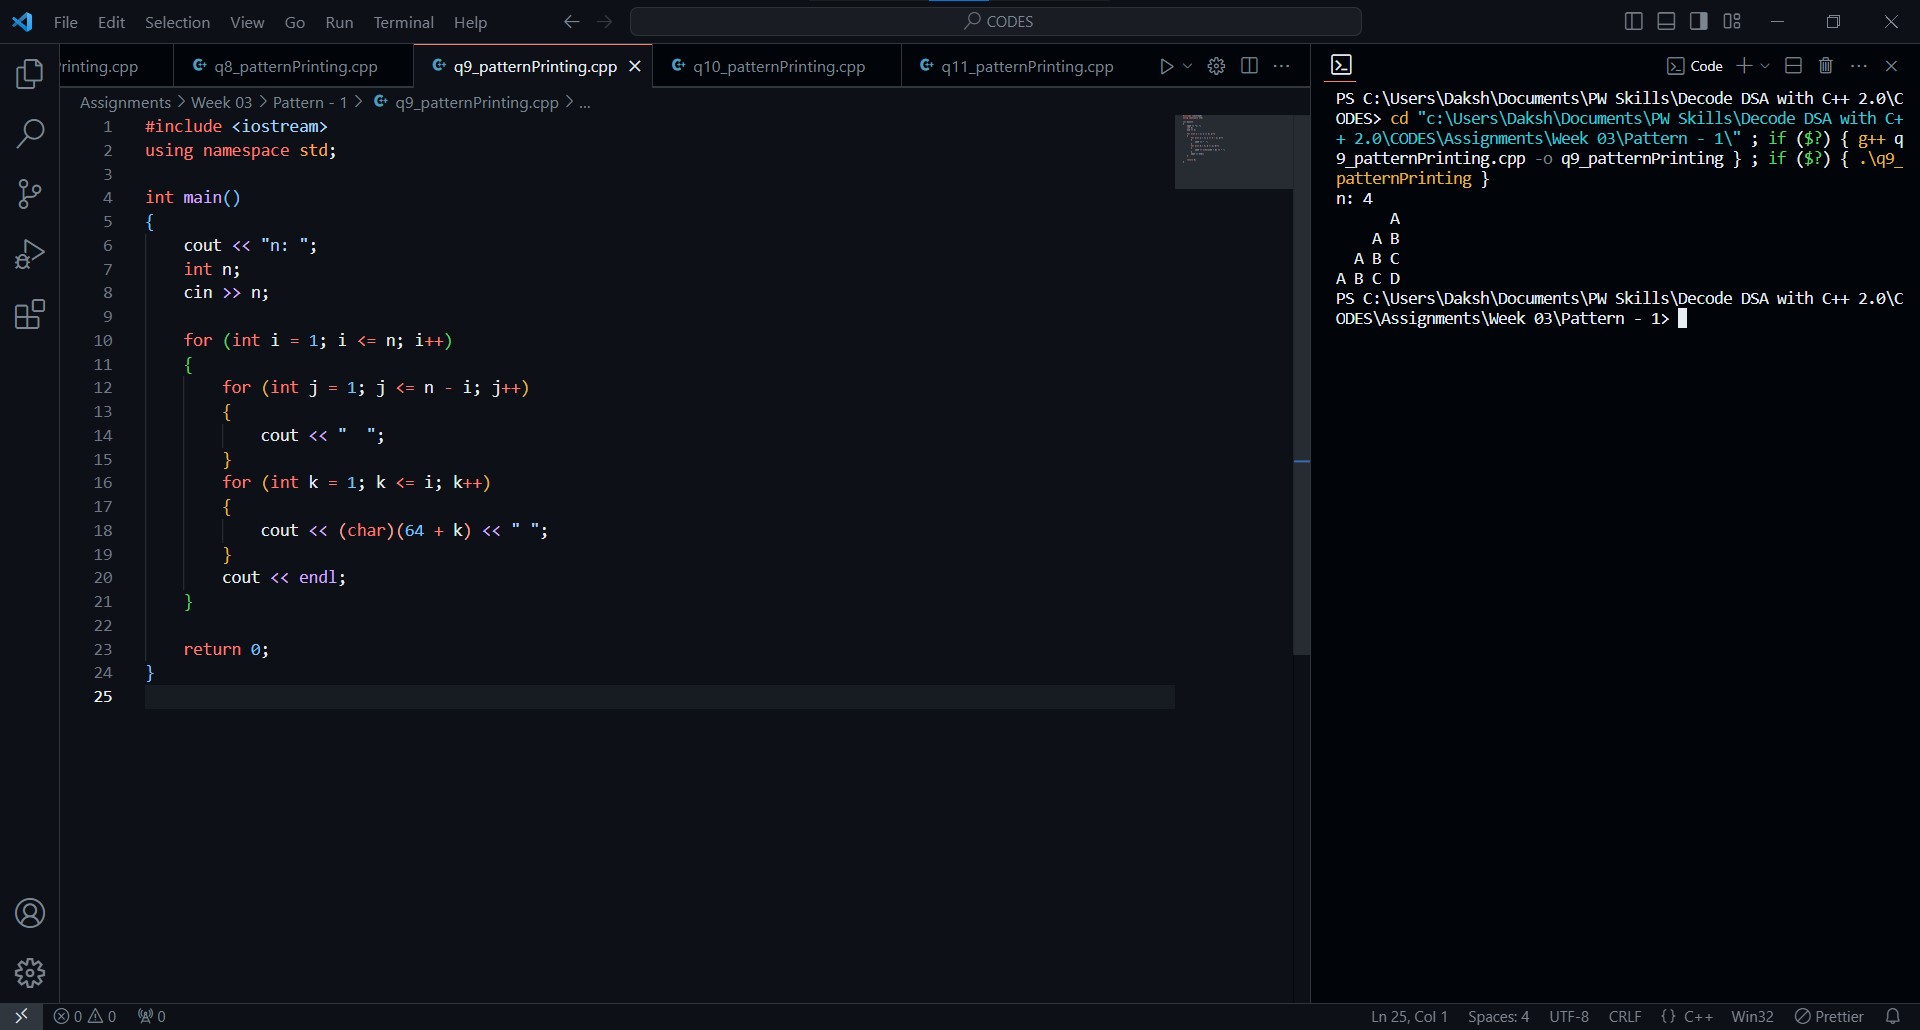 File Edit Selection View Go Run Terminal Help
CODES
rinting.cpp
q8_patternPrinting.cpp
q9_patternPrinting.cpp
q10_patternPrinting.cpp
q11_patternPrinting.cpp
Assignments > Week 03 > Pattern - 1 > q9_patternPrinting.cpp > ...
1 #include <iostream>
2 using namespace std;
3
4 int main()
5 {
6     cout << "n: ";
7     int n;
8     cin >> n;
9
10     for (int i = 1; i <= n; i++)
11     {
12         for (int j = 1; j <= n - i; j++)
13         {
14             cout << "  ";
15         }
16         for (int k = 1; k <= i; k++)
17         {
18             cout << (char)(64 + k) << " ";
19         }
20         cout << endl;
21     }
22
23     return 0;
24 }
25
Code
PS C:\Users\Daksh\Documents\PW Skills\Decode DSA with C++ 2.0\C
ODES> cd "c:\Users\Daksh\Documents\PW Skills\Decode DSA with C+
+ 2.0\CODES\Assignments\Week 03\Pattern - 1\" ; if ($?) { g++ q
9_patternPrinting.cpp -o q9_patternPrinting } ; if ($?) { .\q9_
patternPrinting }
n: 4
      A
    A B
  A B C
A B C D
PS C:\Users\Daksh\Documents\PW Skills\Decode DSA with C++ 2.0\C
ODES\Assignments\Week 03\Pattern - 1>
0 0 0
Ln 25, Col 1 Spaces: 4 UTF-8 CRLF {} C++ Win32 Prettier